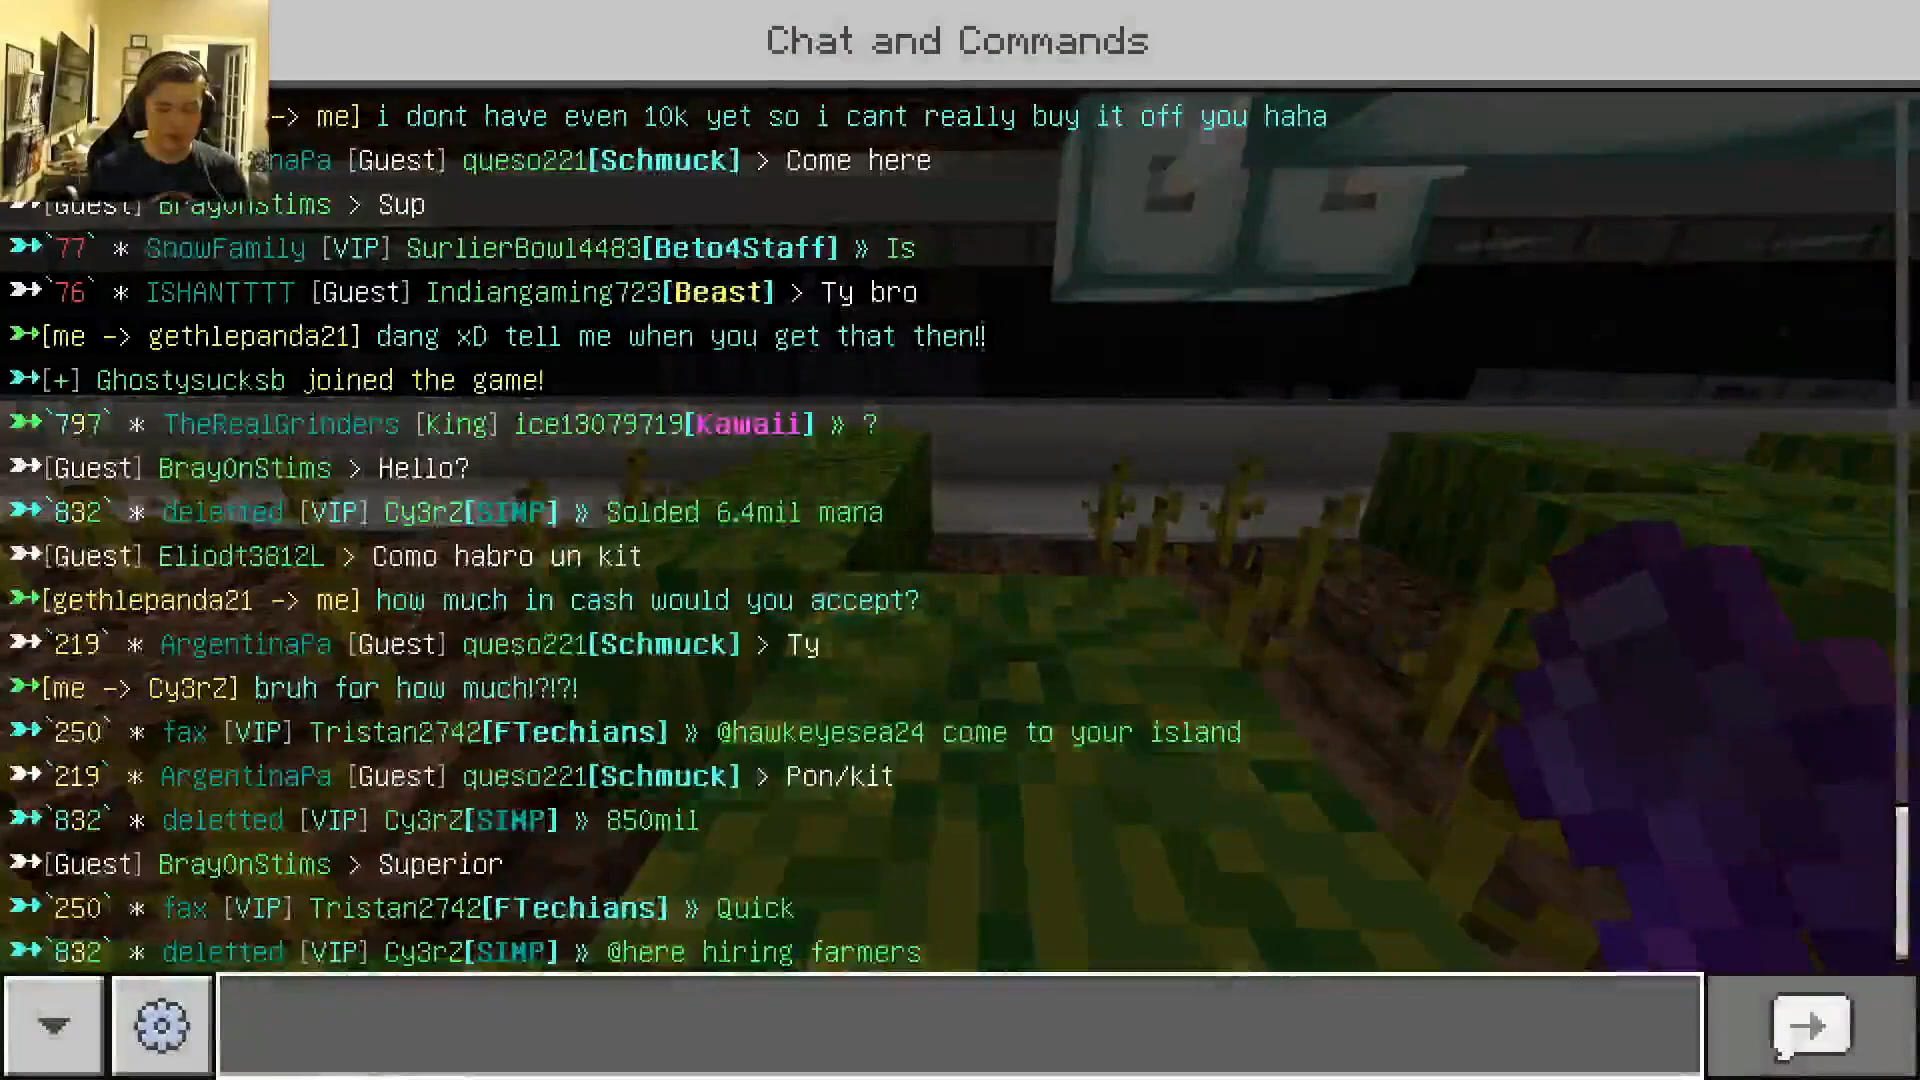 Chat and Commands
-> me] i dont have even 10k yet so i cant really buy it off you haha
naPa [Guest] queso221[Schmuck] > Come here
[Guest] BrayOnStims > Sup
`77` * SnowFamily [VIP] SurlierBowl4483[Beto4Staff] » Is
`76` * ISHANTTTT [Guest] Indiangaming723[Beast] > Ty bro
[me -> gethlepanda21] dang xD tell me when you get that then!!
[+] Ghostysucksb joined the game!
`797` * TheRealGrinders [King] ice13079719[Kawaii] » ?
[Guest] BrayOnStims > Hello?
`832` * deletted [VIP] Cy3rZ[SIMP] » Solded 6.4mil mana
[Guest] Eliodt3812L > Como habro un kit
[gethlepanda21 -> me] how much in cash would you accept?
`219` * ArgentinaPa [Guest] queso221[Schmuck] > Ty
[me -> Cy3rZ] bruh for how much!?!?!
`250` * fax [VIP] Tristan2742[FTechians] » @hawkeyesea24 come to your island
`219` * ArgentinaPa [Guest] queso221[Schmuck] > Pon/kit
`832` * deletted [VIP] Cy3rZ[SIMP] » 850mil
[Guest] BrayOnStims > Superior
`250` * fax [VIP] Tristan2742[FTechians] » Quick
`832` * deletted [VIP] Cy3rZ[SIMP] » @here hiring farmers